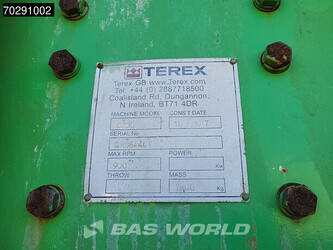 70291002
TEREX
Terex GB www.Terex.com
Tel: +44 (0) 2887718500
Coalisland Rd, Dungannon,
N Ireland, BT71 4DR
MACHINE MODEL CONST DATE
SERIAL No
MAX RPM POWER
900 Kw
THROW MASS
Kg
BAS WORLD